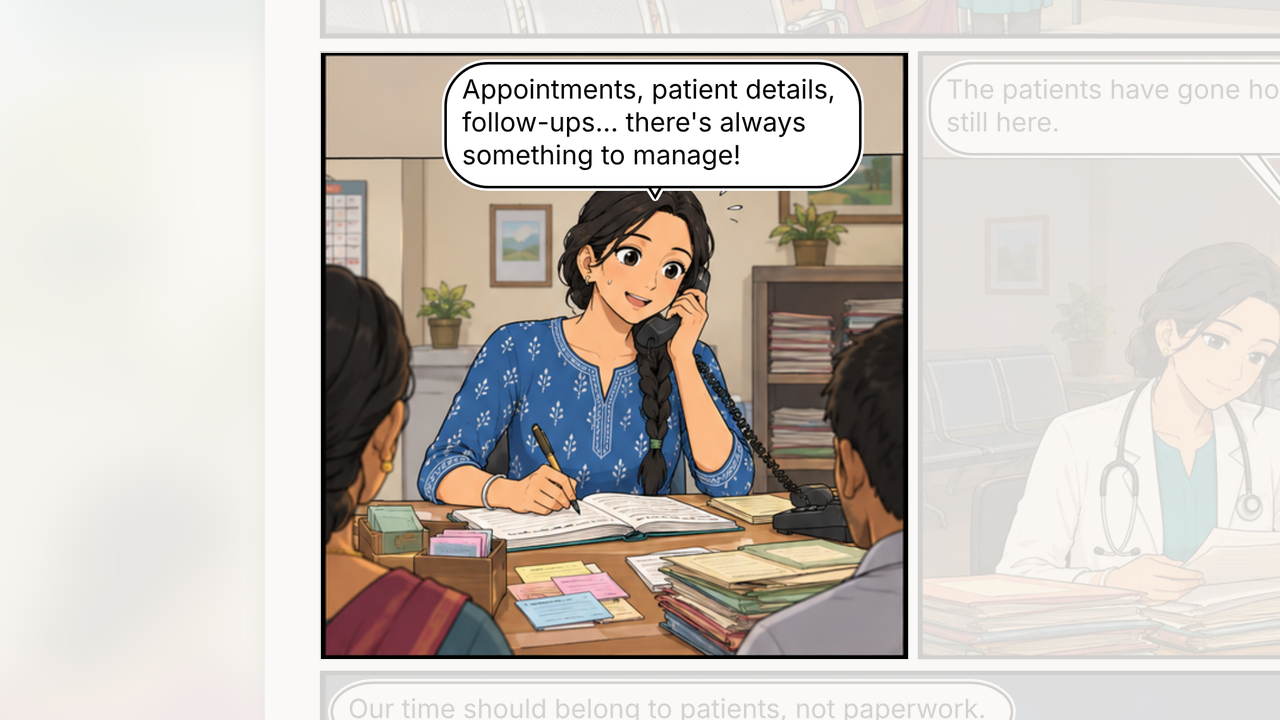 Appointments, patient details,
follow-ups... there's always
something to manage!
The patients have gone ho
still here.
Our time should belong to patients, not paperwork.